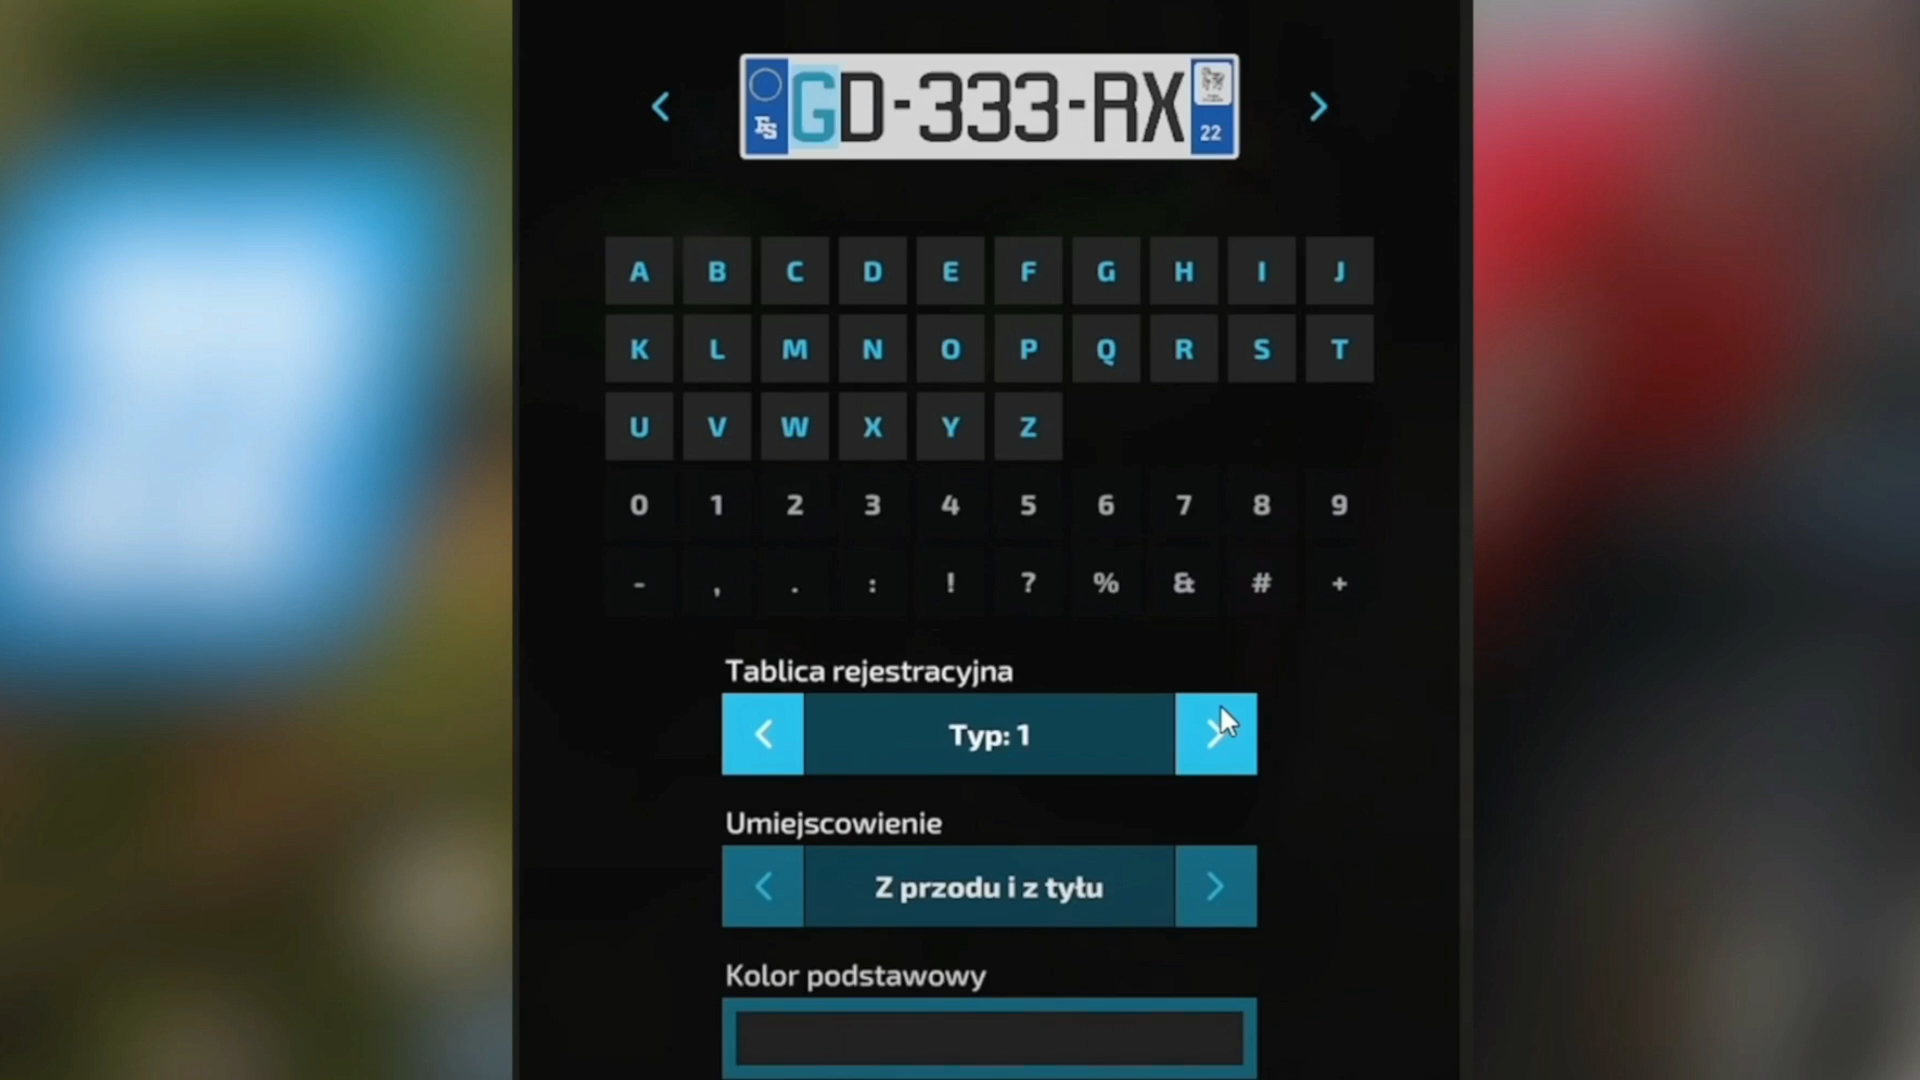 GD-333-RX
FS
22
A B C D E F G H I J
K L M N O P Q R S T
U V W X Y Z
0 1 2 3 4 5 6 7 8 9
- , . : ! ? % & # +
Tablica rejestracyjna
Typ: 1
Umiejscowienie
Z przodu i z tyłu
Kolor podstawowy